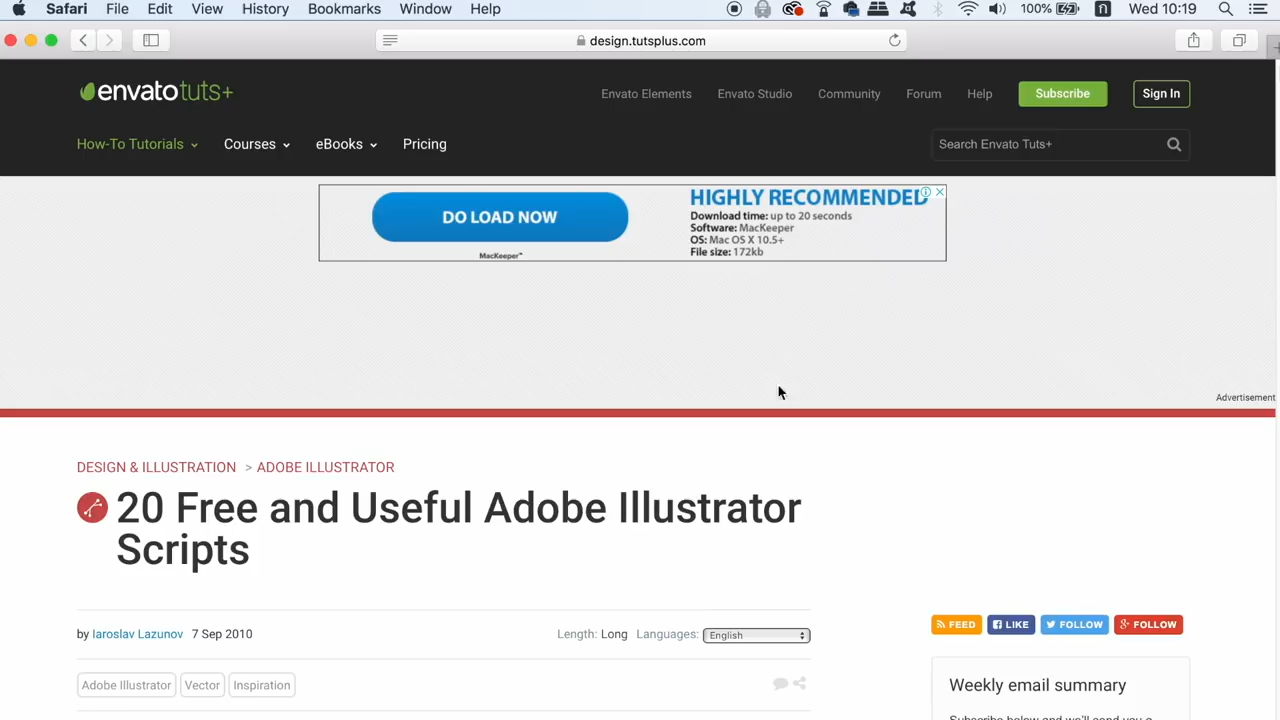 Safari File Edit View History Bookmarks Window Help 100% Wed 10:19
design.tutsplus.com
envatotuts+
Envato Elements Envato Studio Community Forum Help Subscribe Sign In
How-To Tutorials Courses eBooks Pricing Search Envato Tuts+
DO LOAD NOW
MacKeeper™
HIGHLY RECOMMENDED
Download time: up to 20 seconds
Software: MacKeeper
OS: Mac OS X 10.5+
File size: 172kb
Advertisement
DESIGN & ILLUSTRATION > ADOBE ILLUSTRATOR
20 Free and Useful Adobe Illustrator
Scripts
by Iaroslav Lazunov 7 Sep 2010 Length: Long Languages: English
FEED LIKE FOLLOW FOLLOW
Adobe Illustrator Vector Inspiration
Weekly email summary